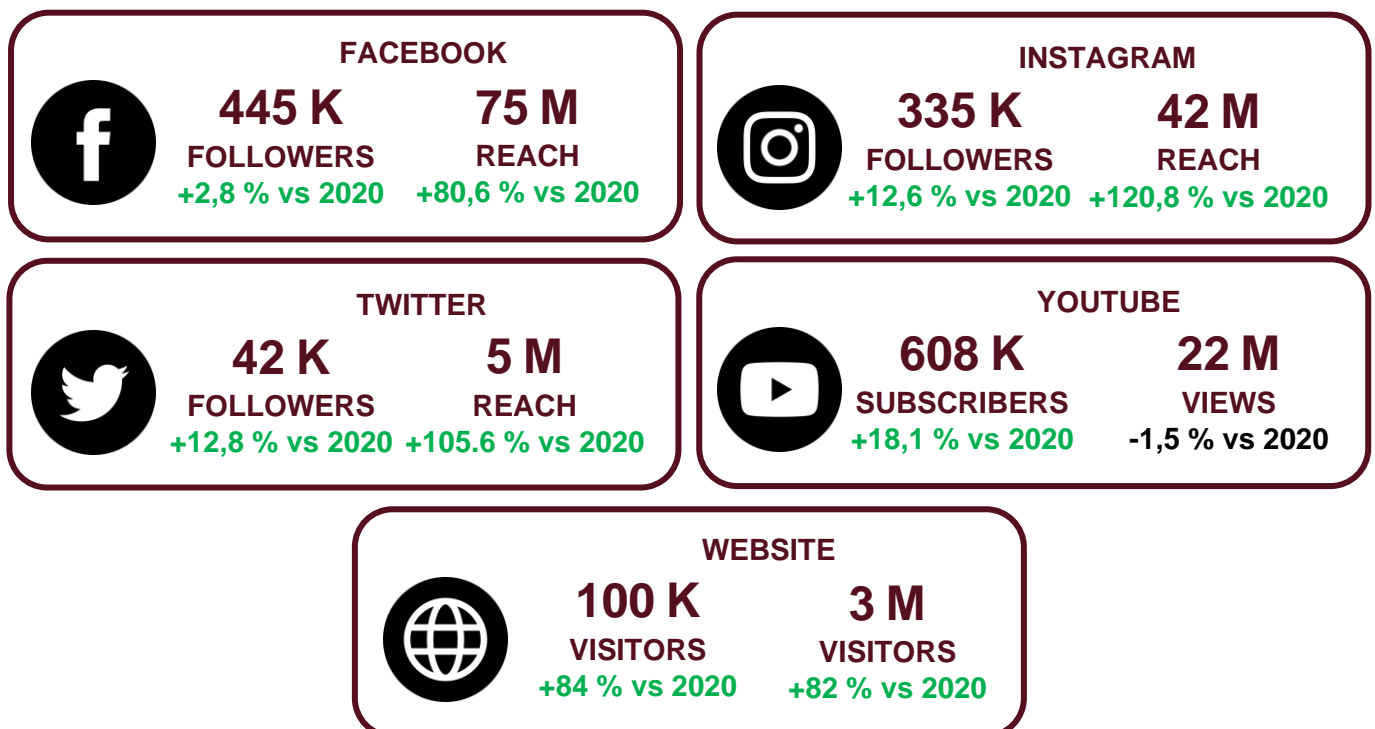 FACEBOOK
445 K 75 M
FOLLOWERS REACH
+2,8 % vs 2020 +80,6 % vs 2020
INSTAGRAM
335 K 42 M
FOLLOWERS REACH
+12,6 % vs 2020 +120,8 % vs 2020
TWITTER
42 K 5 M
FOLLOWERS REACH
+12,8 % vs 2020 +105.6 % vs 2020
YOUTUBE
608 K 22 M
SUBSCRIBERS VIEWS
+18,1 % vs 2020 -1,5 % vs 2020
WEBSITE
100 K 3 M
VISITORS VISITORS
+84 % vs 2020 +82 % vs 2020